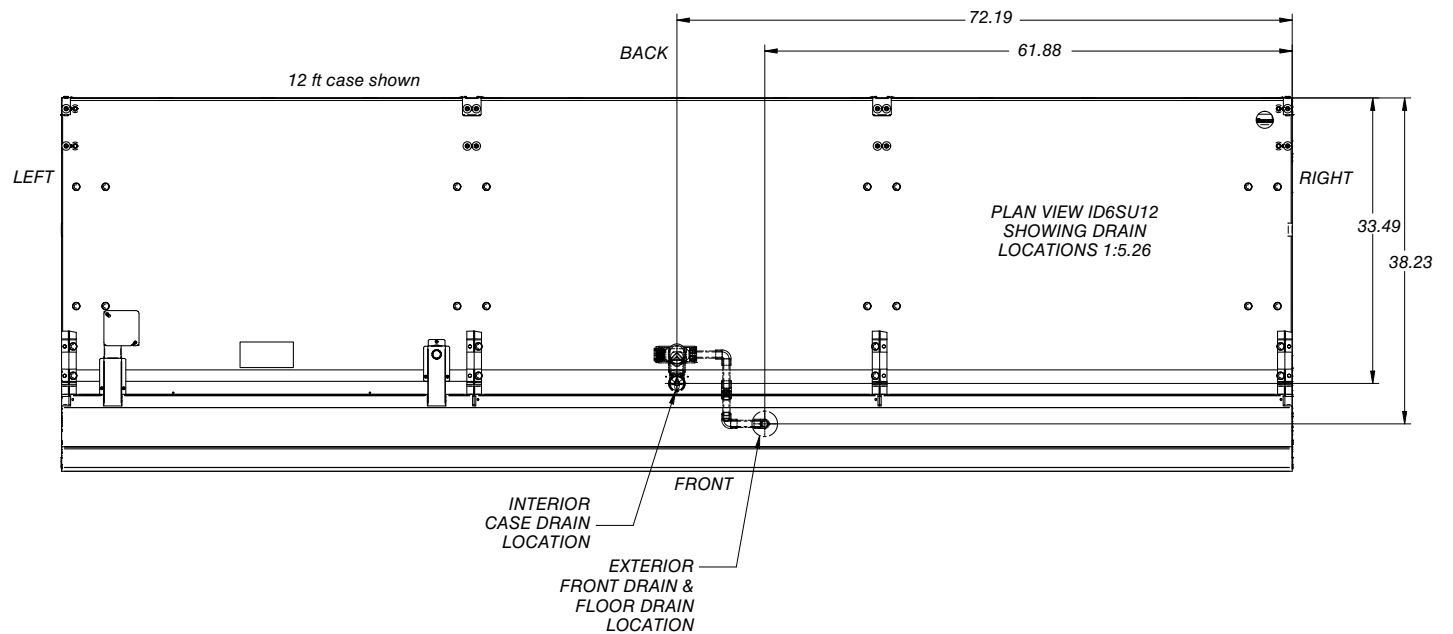 72.19
61.88
BACK
12 ft case shown
LEFT
RIGHT
PLAN VIEW ID6SU12
SHOWING DRAIN
LOCATIONS 1:5.26
33.49
38.23
FRONT
INTERIOR
CASE DRAIN
LOCATION
EXTERIOR
FRONT DRAIN &
FLOOR DRAIN
LOCATION